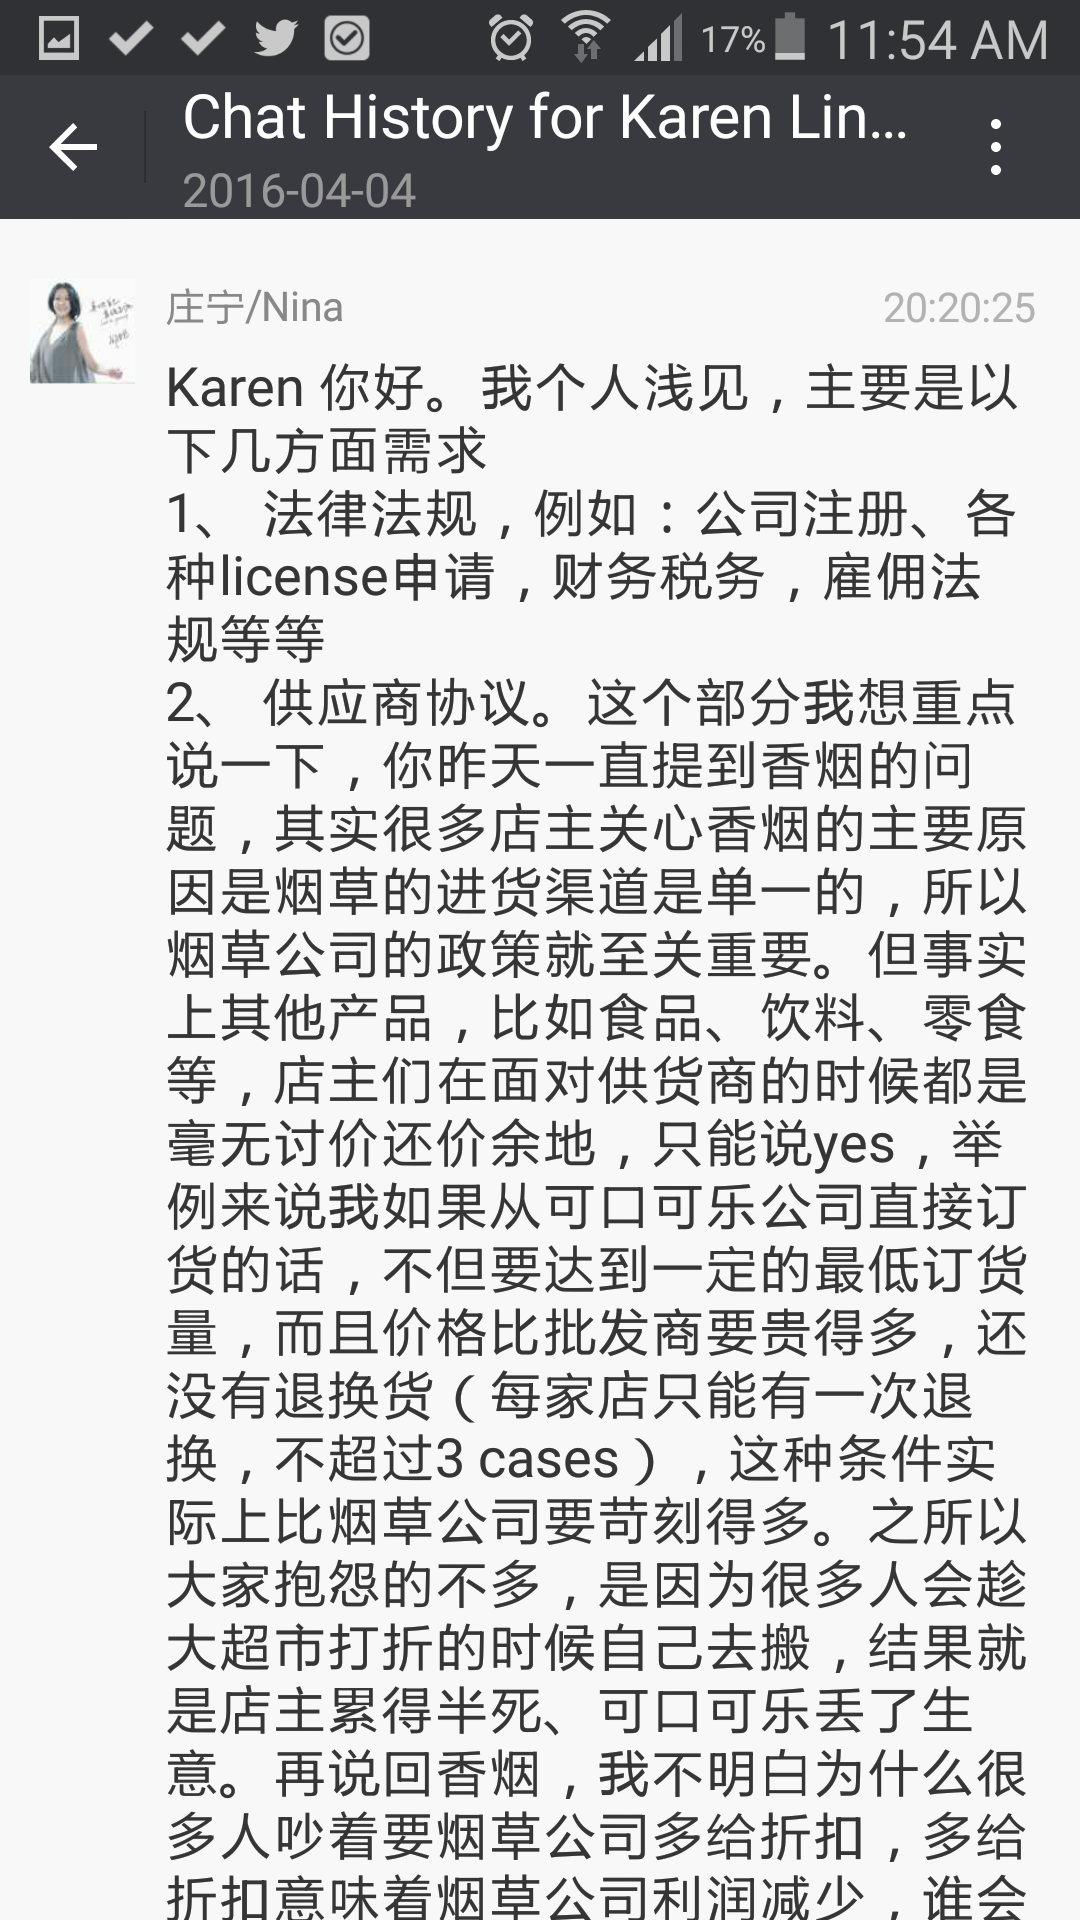 17% 11:54 AM
Chat History for Karen Lin...
2016-04-04
庄宁/Nina 20:20:25
Karen 你好。我个人浅见，主要是以
下几方面需求
1、 法律法规，例如：公司注册、各
种license申请，财务税务，雇佣法
规等等
2、 供应商协议。这个部分我想重点
说一下，你昨天一直提到香烟的问
题，其实很多店主关心香烟的主要原
因是烟草的进货渠道是单一的，所以
烟草公司的政策就至关重要。但事实
上其他产品，比如食品、饮料、零食
等，店主们在面对供货商的时候都是
毫无讨价还价余地，只能说yes，举
例来说我如果从可口可乐公司直接订
货的话，不但要达到一定的最低订货
量，而且价格比批发商要贵得多，还
没有退换货（每家店只能有一次退
换，不超过3 cases），这种条件实
际上比烟草公司要苛刻得多。之所以
大家抱怨的不多，是因为很多人会趁
大超市打折的时候自己去搬，结果就
是店主累得半死、可口可乐丢了生
意。再说回香烟，我不明白为什么很
多人吵着要烟草公司多给折扣，多给
折扣意味着烟草公司利润减少，谁会